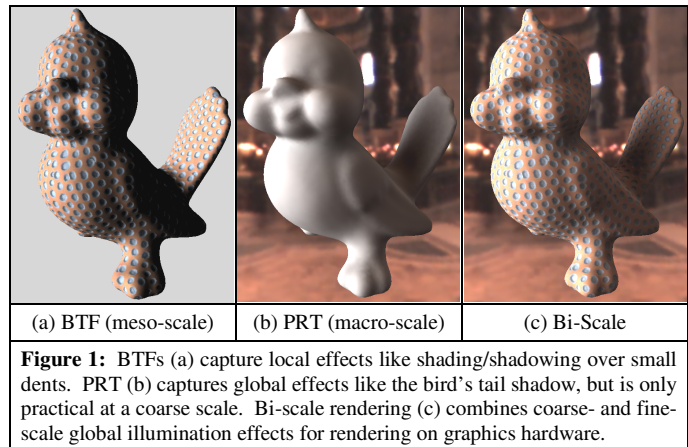 (a) BTF (meso-scale)
(b) PRT (macro-scale)
(c) Bi-Scale
Figure 1: BTFs (a) capture local effects like shading/shadowing over small
dents. PRT (b) captures global effects like the bird's tail shadow, but is only
practical at a coarse scale. Bi-scale rendering (c) combines coarse- and fine-
scale global illumination effects for rendering on graphics hardware.